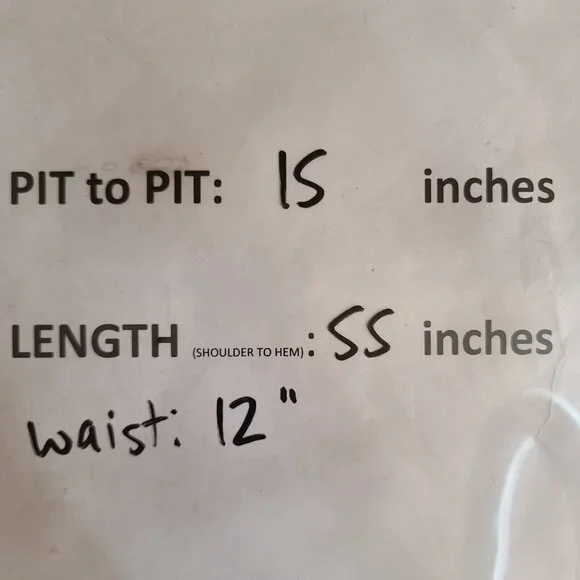 PIT to PIT: 15 inches
LENGTH (SHOULDER TO HEM): 55 inches
waist: 12"